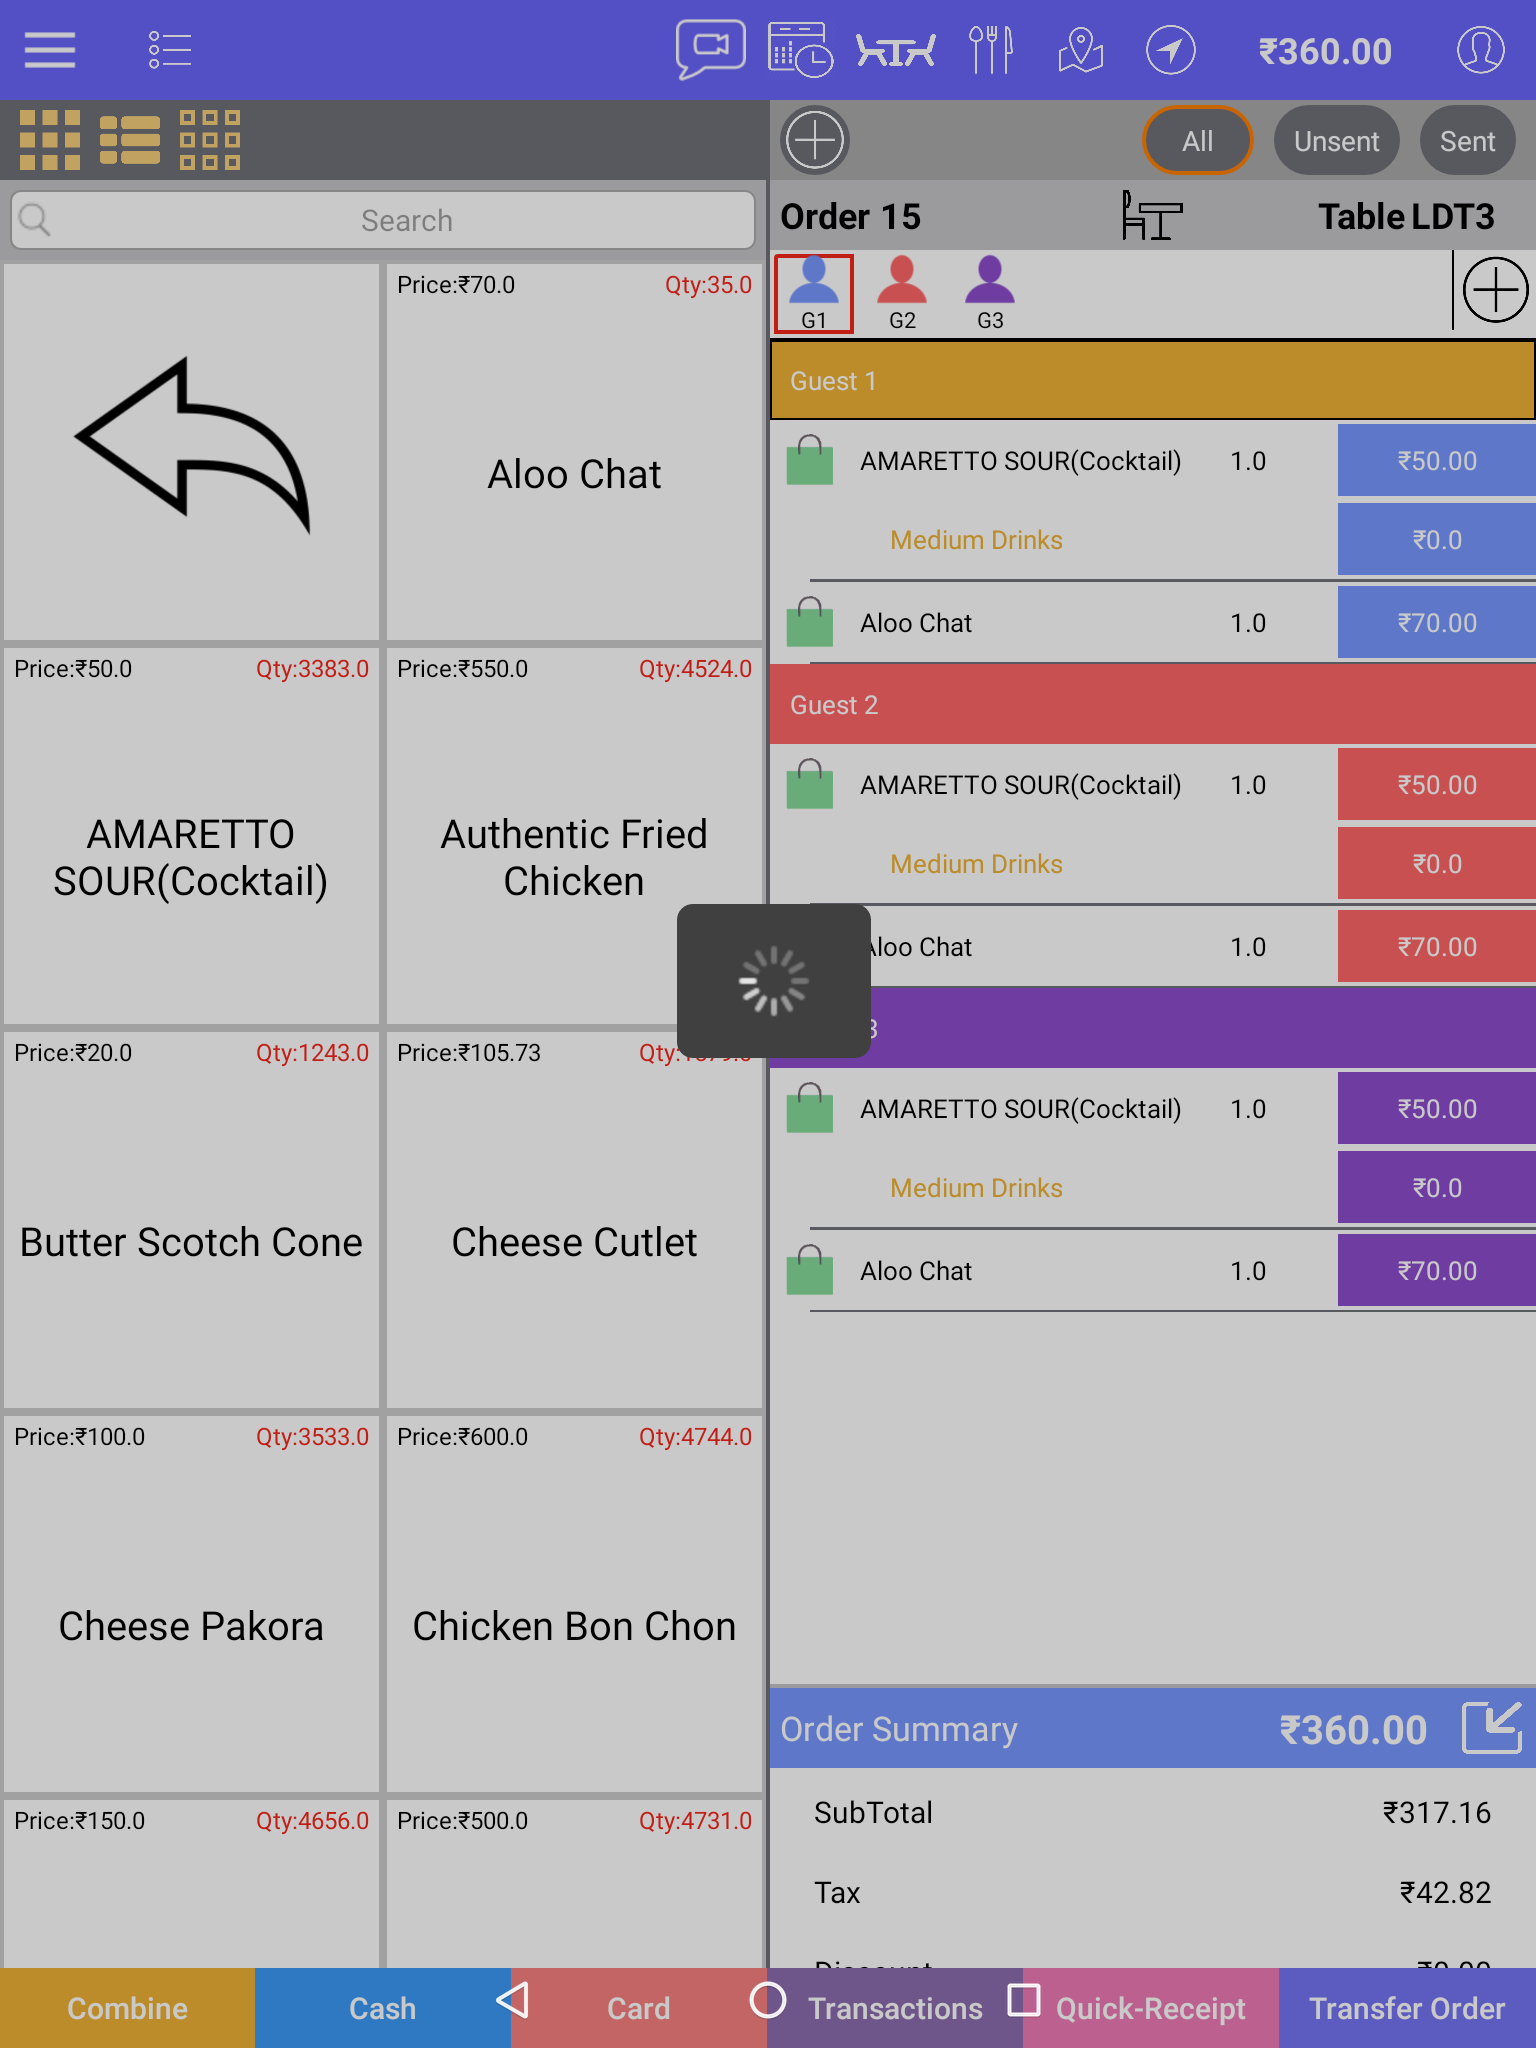 ₹360.00
All
Unsent
Sent
Search
Order 15
Table LDT3
G1
G2
G3
Price:₹70.0
Qty:35.0
Aloo Chat
Price:₹50.0
Qty:3383.0
AMARETTO
SOUR(Cocktail)
Price:₹550.0
Qty:4524.0
Authentic Fried
Chicken
Price:₹20.0
Qty:1243.0
Butter Scotch Cone
Price:₹105.73
Cheese Cutlet
Price:₹100.0
Qty:3533.0
Cheese Pakora
Price:₹600.0
Qty:4744.0
Chicken Bon Chon
Price:₹150.0
Qty:4656.0
Price:₹500.0
Qty:4731.0
Guest 1
AMARETTO SOUR(Cocktail) 1.0 ₹50.00
Medium Drinks ₹0.0
Aloo Chat 1.0 ₹70.00
Guest 2
AMARETTO SOUR(Cocktail) 1.0 ₹50.00
Medium Drinks ₹0.0
Aloo Chat 1.0 ₹70.00
3
AMARETTO SOUR(Cocktail) 1.0 ₹50.00
Medium Drinks ₹0.0
Aloo Chat 1.0 ₹70.00
Order Summary ₹360.00
SubTotal ₹317.16
Tax ₹42.82
Combine
Cash
Card
Transactions
Quick-Receipt
Transfer Order